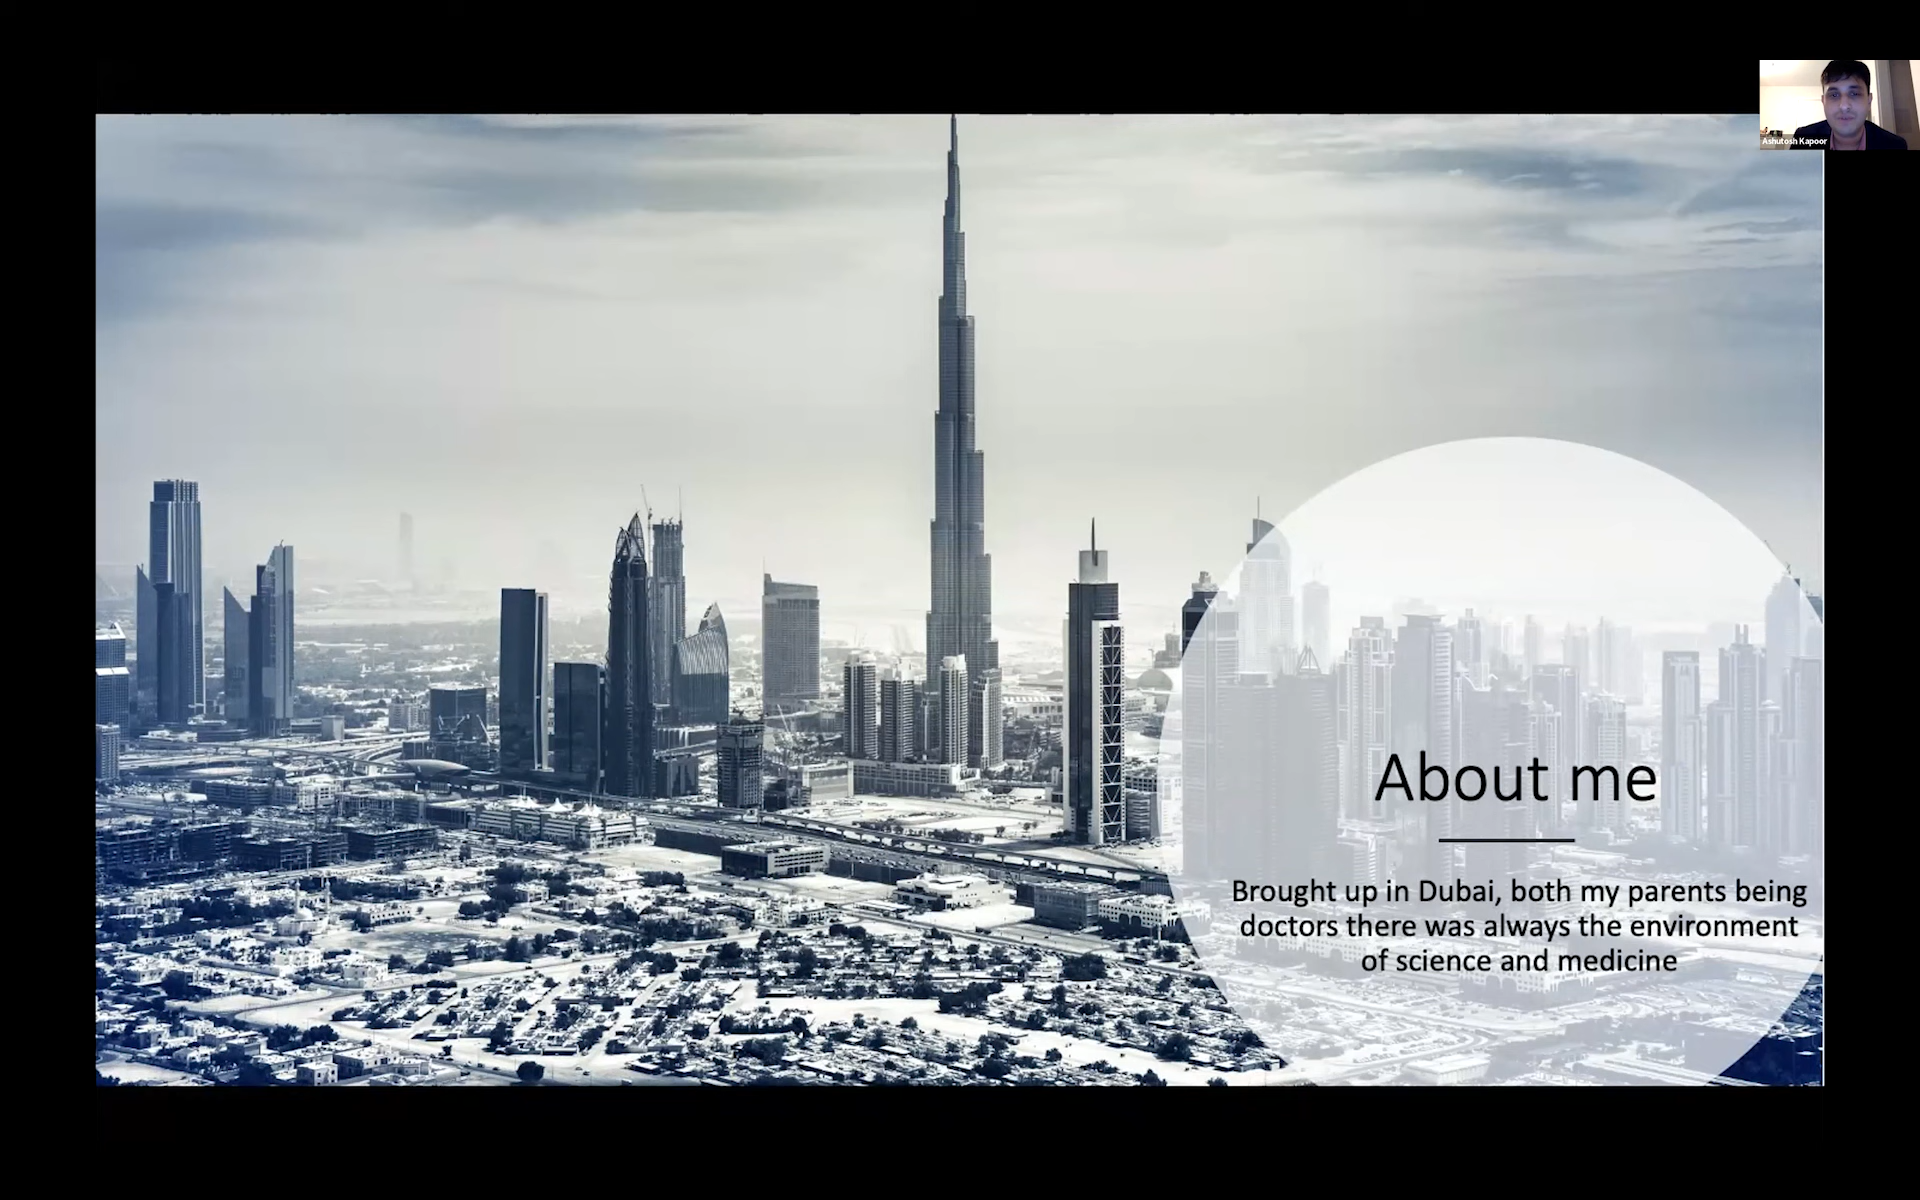 Ashutosh Kapoor
About me
Brought up in Dubai, both my parents being
doctors there was always the environment
of science and medicine